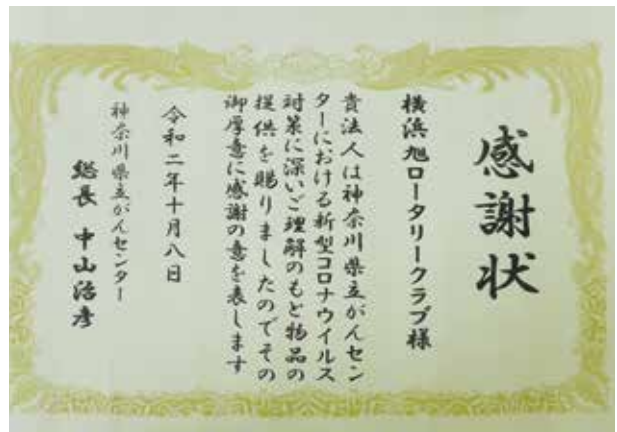 感謝状
横浜旭ロータリークラブ様
貴法人は神奈川県立がんセン
ターにおける新型コロナウイルス
対策に深いご理解のもと物品の
提供を賜りましたのでその
御厚意に感謝の意を表します
令和二年十月八日
神奈川県立がんセンター
総長 中山治彦